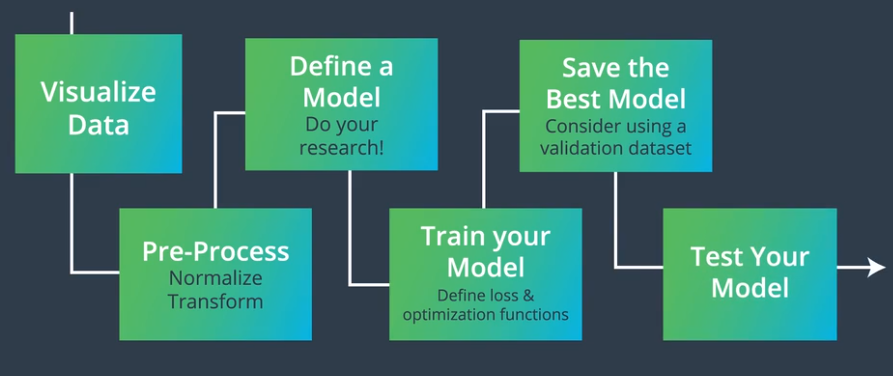 Visualize
Data
Pre-Process
Normalize
Transform
Define a
Model
Do your
research!
Train your
Model
Define loss &
optimization functions
Save the
Best Model
Consider using a
validation dataset
Test Your
Model